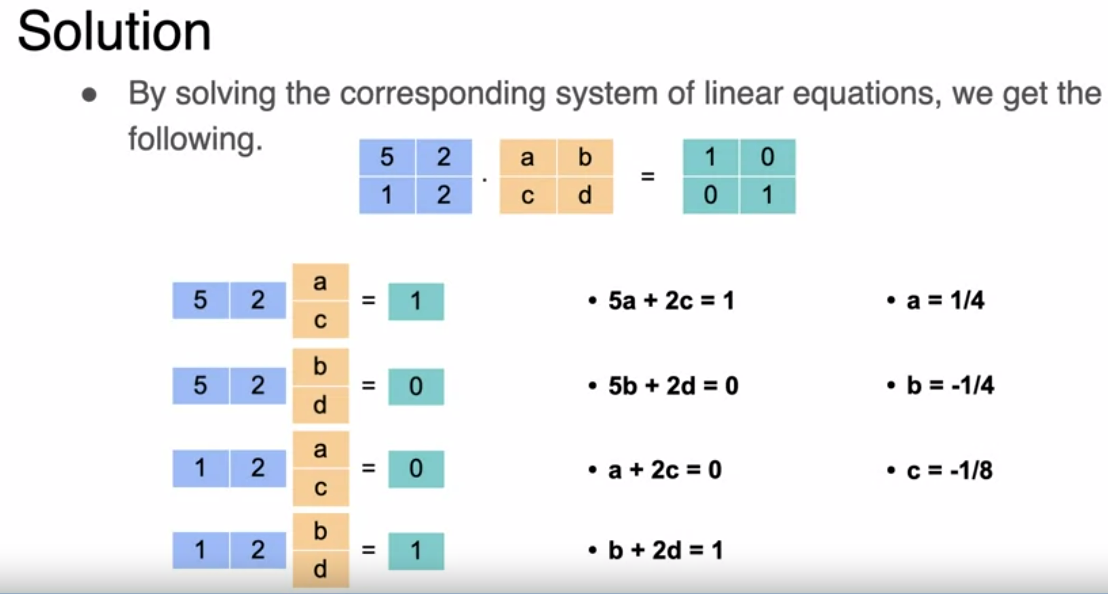 Solution
• By solving the corresponding system of linear equations, we get the
following.
5 2 . a b = 1 0
1 2 c d 0 1
5 2 a = 1 • 5a + 2c = 1 • a = 1/4
c
5 2 b = 0 • 5b + 2d = 0 • b = -1/4
d
1 2 a = 0 • a + 2c = 0 • c = -1/8
c
1 2 b = 1 • b + 2d = 1
d